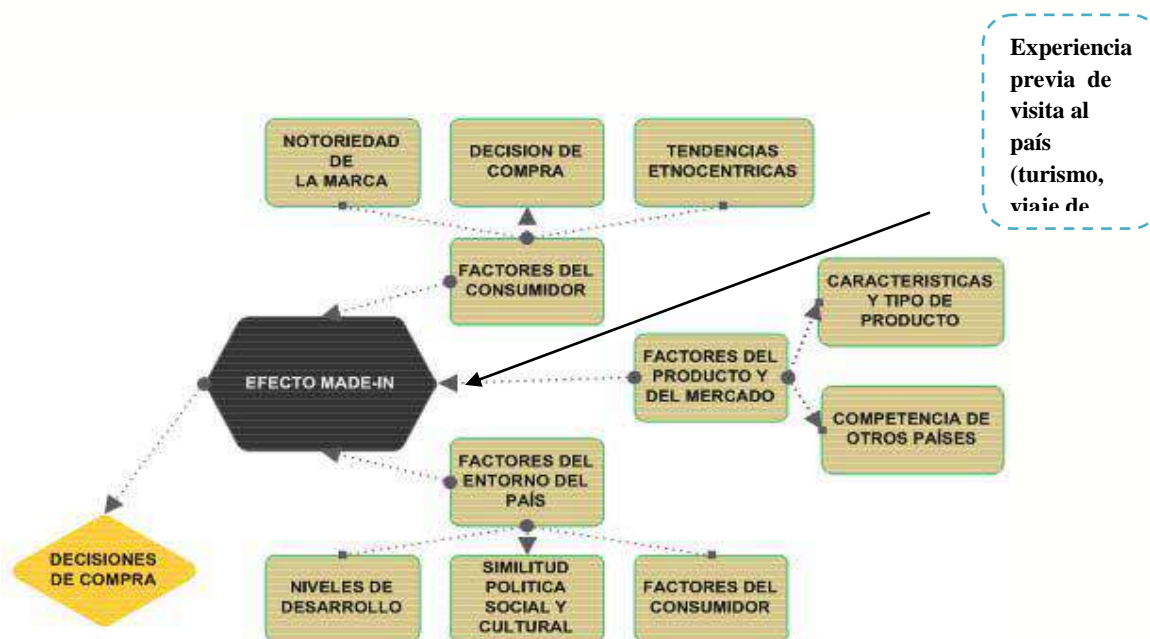 Experiencia
previa de
visita al
país
(turismo,
viaje de
NOTORIEDAD
DE
LA MARCA
DECISION DE
COMPRA
TENDENCIAS
ETNOCENTRICAS
FACTORES DEL
CONSUMIDOR
CARACTERISTICAS
Y TIPO DE
PRODUCTO
EFECTO MADE-IN
FACTORES DEL
PRODUCTO Y
DEL MERCADO
COMPETENCIA DE
OTROS PAÍSES
FACTORES DEL
ENTORNO DEL
PAÍS
DECISIONES
DE COMPRA
NIVELES DE
DESARROLLO
SIMILITUD
POLITICA
SOCIAL Y
CULTURAL
FACTORES DEL
CONSUMIDOR